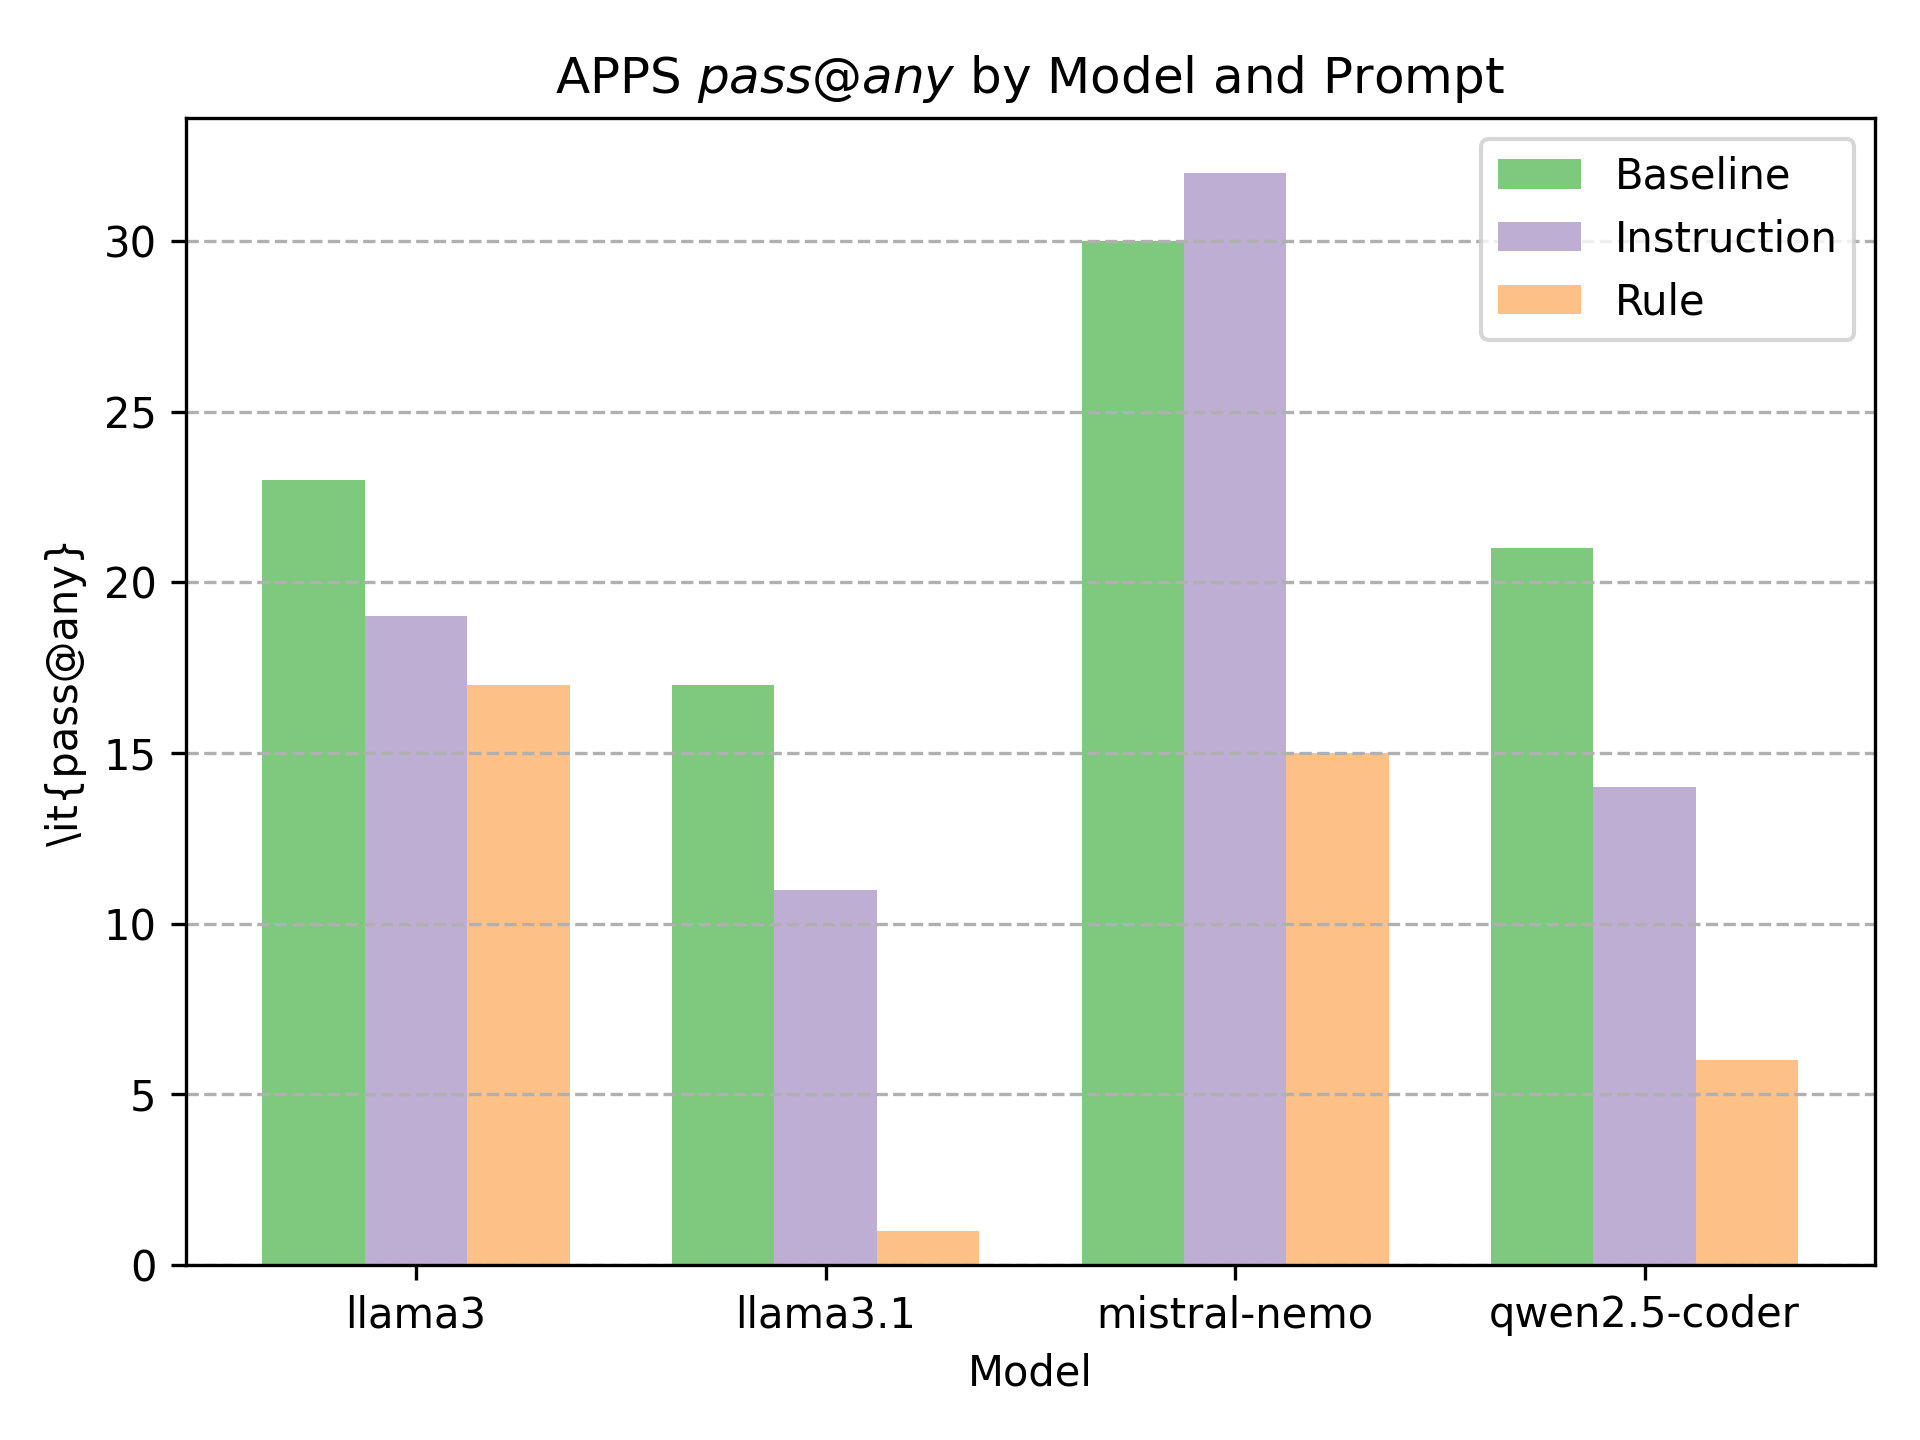 APPS pass@any by Model and Prompt
Baseline
Instruction
Rule
\it{pass@any}
30
25
20
15
10
5
0
llama3
llama3.1
mistral-nemo
qwen2.5-coder
Model